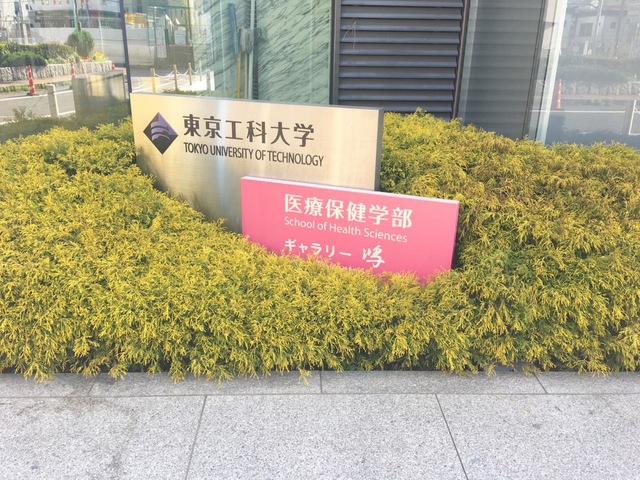 東京工科大学
TOKYO UNIVERSITY OF TECHNOLOGY
医療保健学部
School of Health Sciences
ギャラリー 鴻